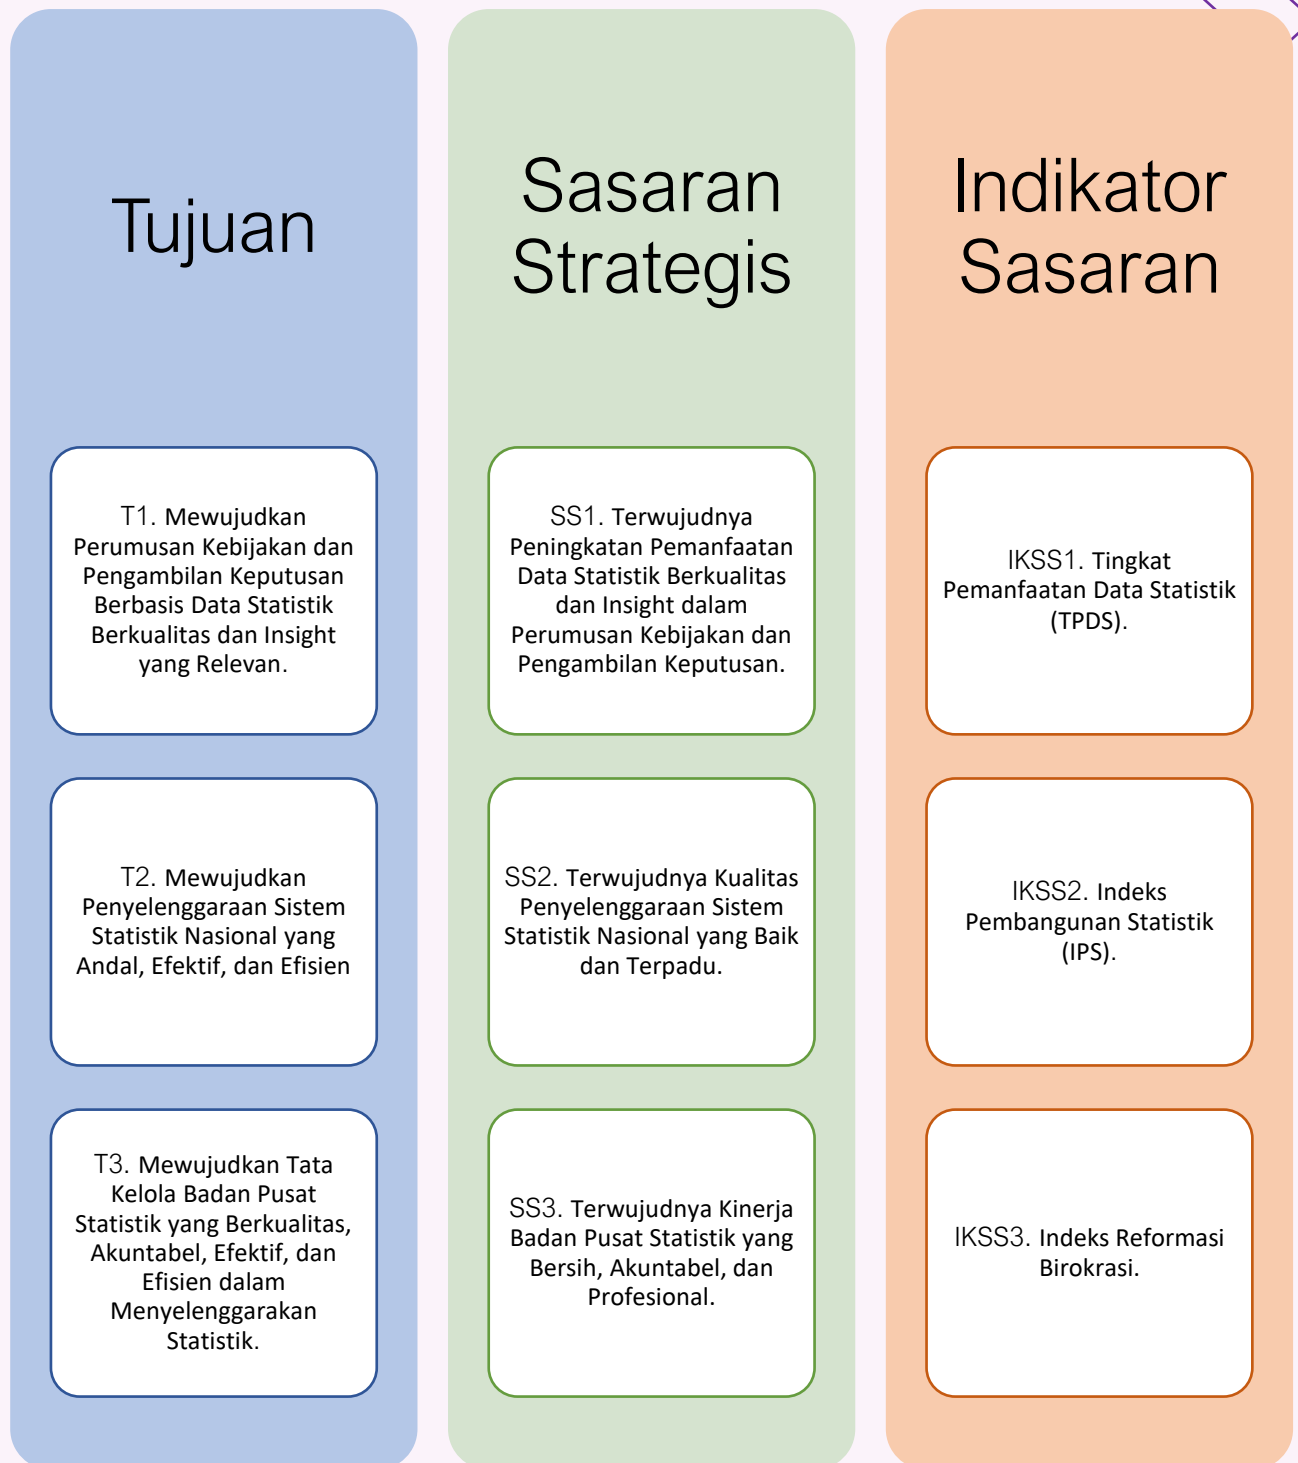 Tujuan
T1. Mewujudkan
Perumusan Kebijakan dan
Pengambilan Keputusan
Berbasis Data Statistik
Berkualitas dan Insight
yang Relevan.
T2. Mewujudkan
Penyelenggaraan Sistem
Statistik Nasional yang
Andal, Efektif, dan Efisien
T3. Mewujudkan Tata
Kelola Badan Pusat
Statistik yang Berkualitas,
Akuntabel, Efektif, dan
Efisien dalam
Menyelenggarakan
Statistik.
Sasaran
Strategis
SS1. Terwujudnya
Peningkatan Pemanfaatan
Data Statistik Berkualitas
dan Insight dalam
Perumusan Kebijakan dan
Pengambilan Keputusan.
SS2. Terwujudnya Kualitas
Penyelenggaraan Sistem
Statistik Nasional yang Baik
dan Terpadu.
SS3. Terwujudnya Kinerja
Badan Pusat Statistik yang
Bersih, Akuntabel, dan
Profesional.
Indikator
Sasaran
IKSS1. Tingkat
Pemanfaatan Data Statistik
(TPDS).
IKSS2. Indeks
Pembangunan Statistik
(IPS).
IKSS3. Indeks Reformasi
Birokrasi.